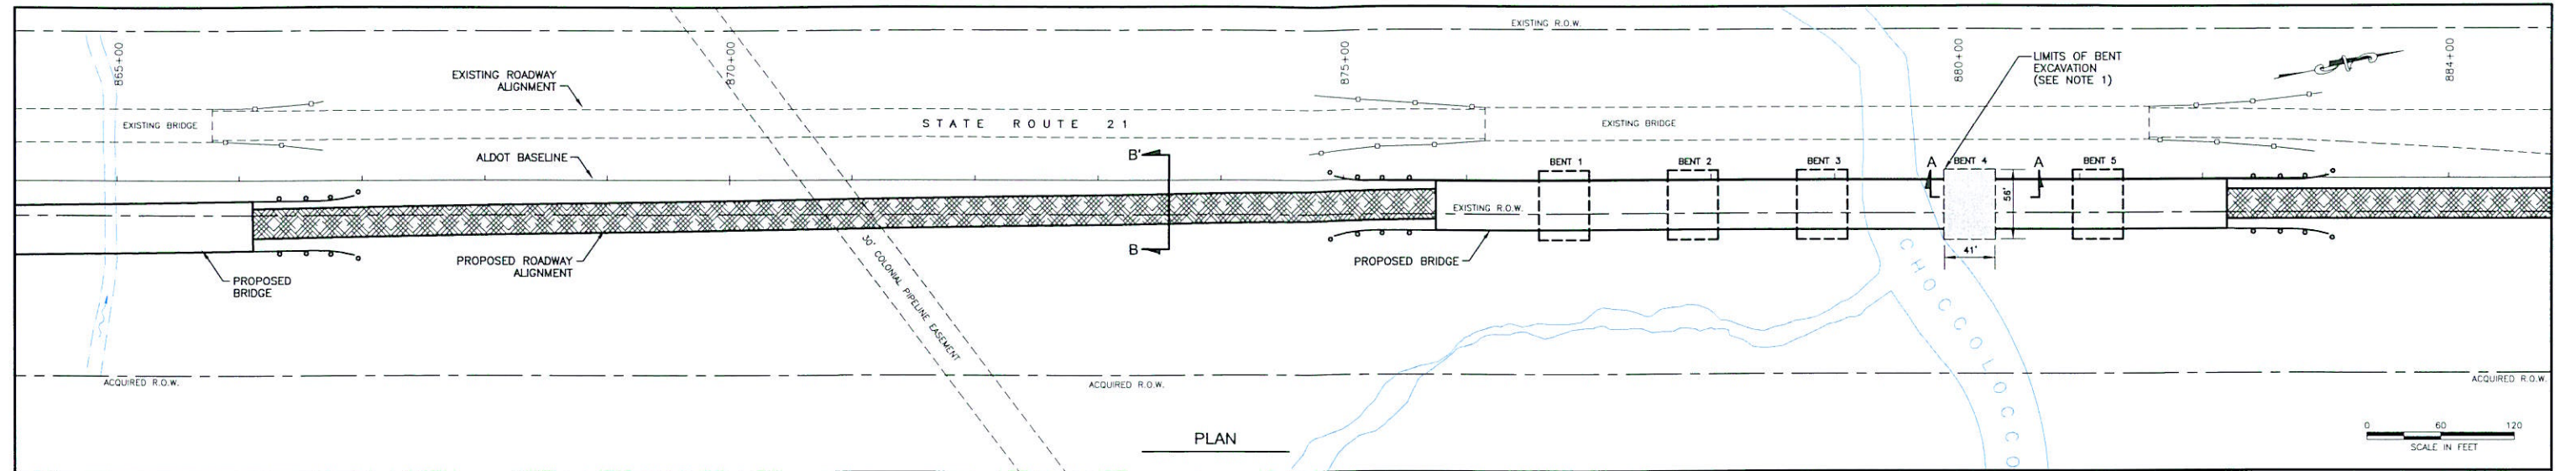 EXISTING R.O.W.
865+00
870+00
875+00
880+00
884+00
LIMITS OF BENT
EXCAVATION
(SEE NOTE 1)
EXISTING ROADWAY
ALIGNMENT
EXISTING BRIDGE
STATE ROUTE 21
EXISTING BRIDGE
ALDOT BASELINE
B'
BENT 1
BENT 2
BENT 3
A
BENT 4
A
BENT 5
56'
EXISTING R.O.W.
41'
B
PROPOSED ROADWAY
ALIGNMENT
PROPOSED BRIDGE
PROPOSED
BRIDGE
30' COLONIAL PIPELINE EASEMENT
CHOCCOLOCCO
ACQUIRED R.O.W.
ACQUIRED R.O.W.
ACQUIRED R.O.W.
PLAN
0 60 120
SCALE IN FEET